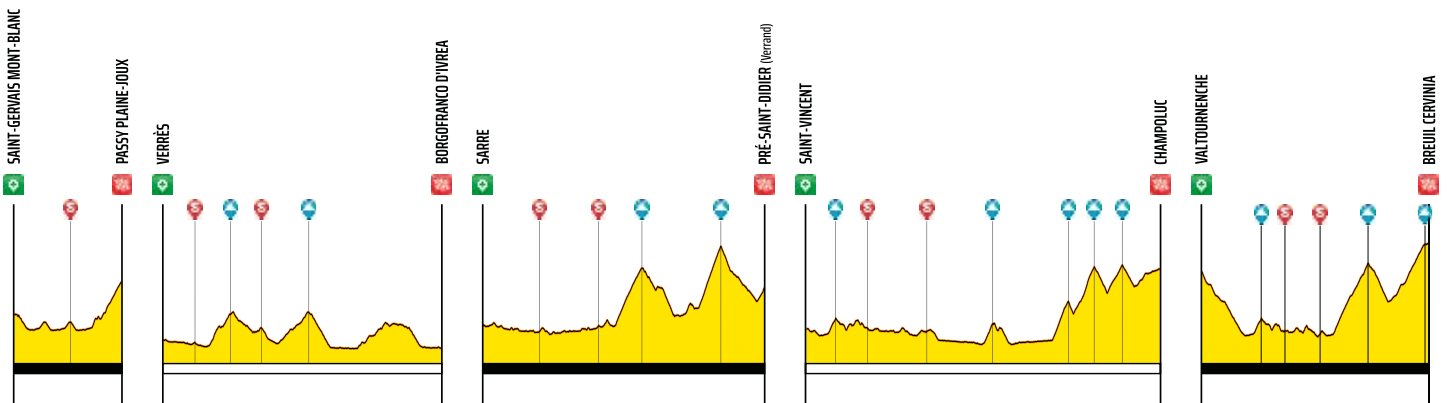 SAINT-GERVAIS MONT-BLANC
PASSY PLAINE-JOUX
VERRÈS
BORGOFRANCO D'IVREA
SARRE
PRÉ-SAINT-DIDIER (Verrand)
SAINT-VINCENT
CHAMPOLUC
VALTOURNENCHE
BREUIL CERVINIA
S
S
S
S
S
S
S
S
S